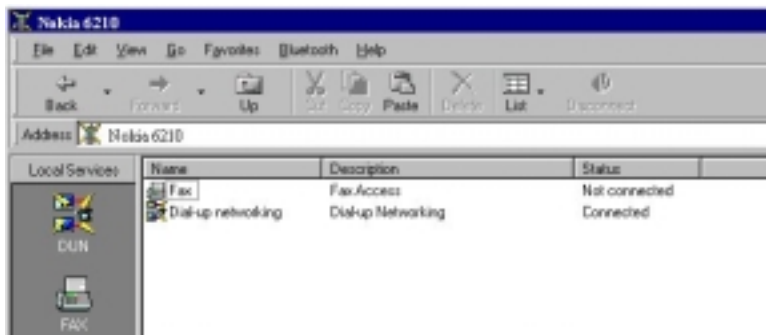 Nokia 6210
File Edit View Go Favorites Bluetooth Help
Back Forward Up Cut Copy Paste Delete List Disconnect
Address Nokia 6210
Local Services Name Description Status
Fax Fax Access Not connected
Dial-up networking Dial-up Networking Connected
DUN
FAX